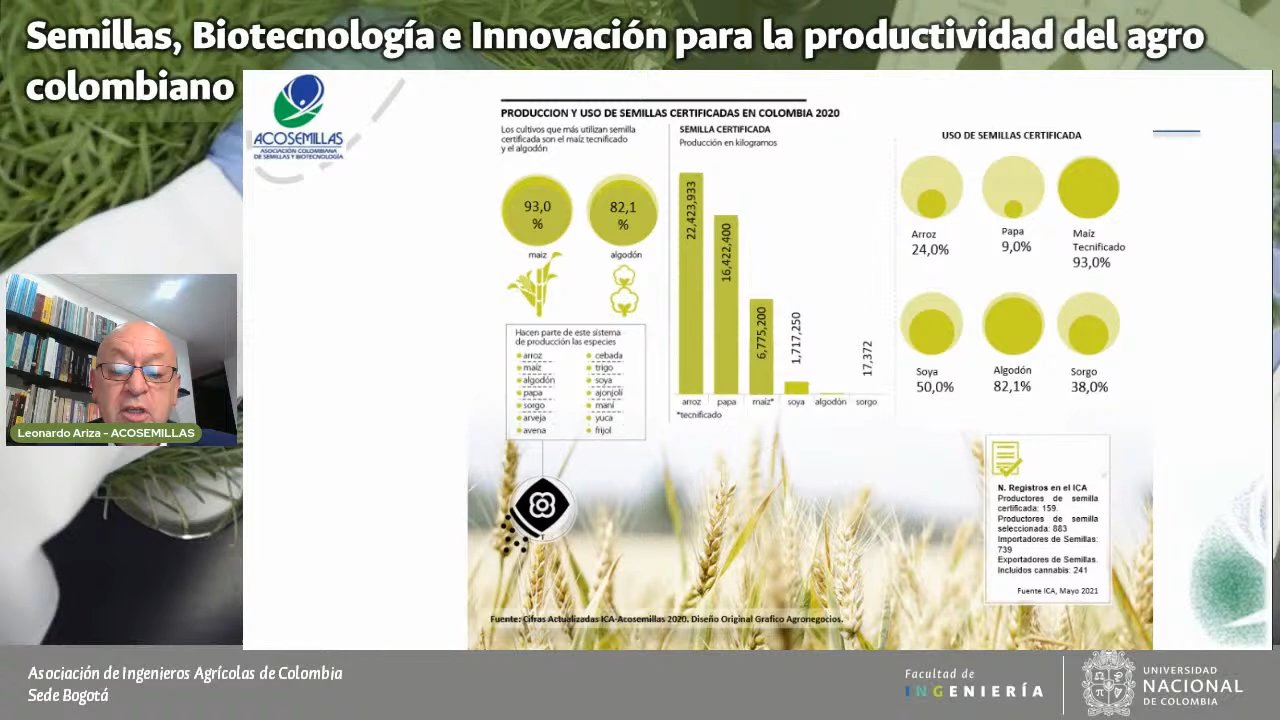 Semillas, Biotecnología e Innovación para la productividad del agro
colombiano
ACOSEMILLAS
ASOCIACIÓN COLOMBIANA
DE SEMILLAS Y BIOTECNOLOGÍA
PRODUCCION Y USO DE SEMILLAS CERTIFICADAS EN COLOMBIA 2020
Los cultivos que más utilizan semilla
certificada son el maíz tecnificado
y el algodón
93,0
%
82,1
%
maiz
algodón
Hacen parte de este sistema
de producción las especies
arroz
maíz
algodón
papa
sorgo
arveja
avena
cebada
trigo
soya
ajonjolí
maní
yuca
frijol
SEMILLA CERTIFICADA
Producción en kilogramos
22,423,933
16,422,400
6,775,200
1,717,250
17,372
arroz
papa
maíz*
soya
algodón
sorgo
*tecnificado
USO DE SEMILLAS CERTIFICADA
Arroz
24,0%
Papa
9,0%
Maíz
Tecnificado
93,0%
Soya
50,0%
Algodón
82,1%
Sorgo
38,0%
N. Registros en el ICA
Productores de semilla
certificada: 159.
Productores de semilla
seleccionada: 883
Importadores de Semillas:
739
Exportadores de Semillas.
Incluidos cannabis: 241
Fuente ICA, Mayo 2021
Fuente: Cifras Actualizadas ICA-Acosemillas 2020. Diseño Original Grafico Agronegocios.
Leonardo Ariza - ACOSEMILLAS
Asociación de Ingenieros Agrícolas de Colombia
Sede Bogotá
Facultad de
INGENIERÍA
UNIVERSIDAD
NACIONAL
DE COLOMBIA